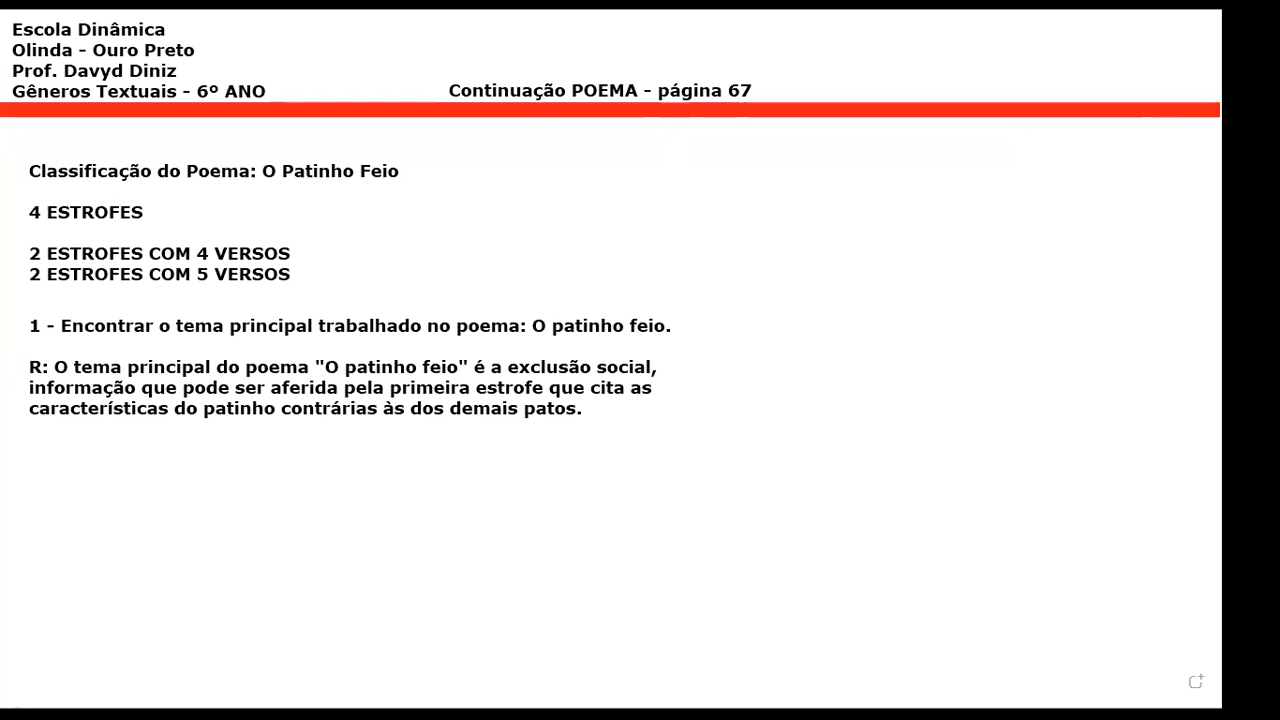 Escola Dinâmica
Olinda - Ouro Preto
Prof. Davyd Diniz
Gêneros Textuais - 6º ANO
Continuação POEMA - página 67
Classificação do Poema: O Patinho Feio
4 ESTROFES
2 ESTROFES COM 4 VERSOS
2 ESTROFES COM 5 VERSOS
1 - Encontrar o tema principal trabalhado no poema: O patinho feio.
R: O tema principal do poema "O patinho feio" é a exclusão social,
informação que pode ser aferida pela primeira estrofe que cita as
características do patinho contrárias às dos demais patos.